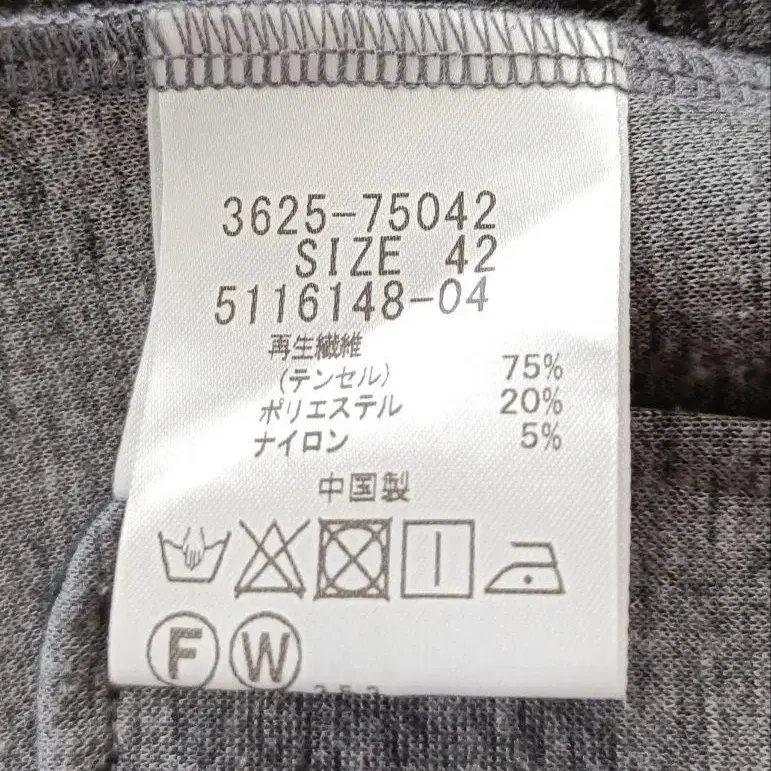 3625-75042
SIZE 42
5116148-04
再生繊維
(テンセル) 75%
ポリエステル 20%
ナイロン 5%
中国製
F W